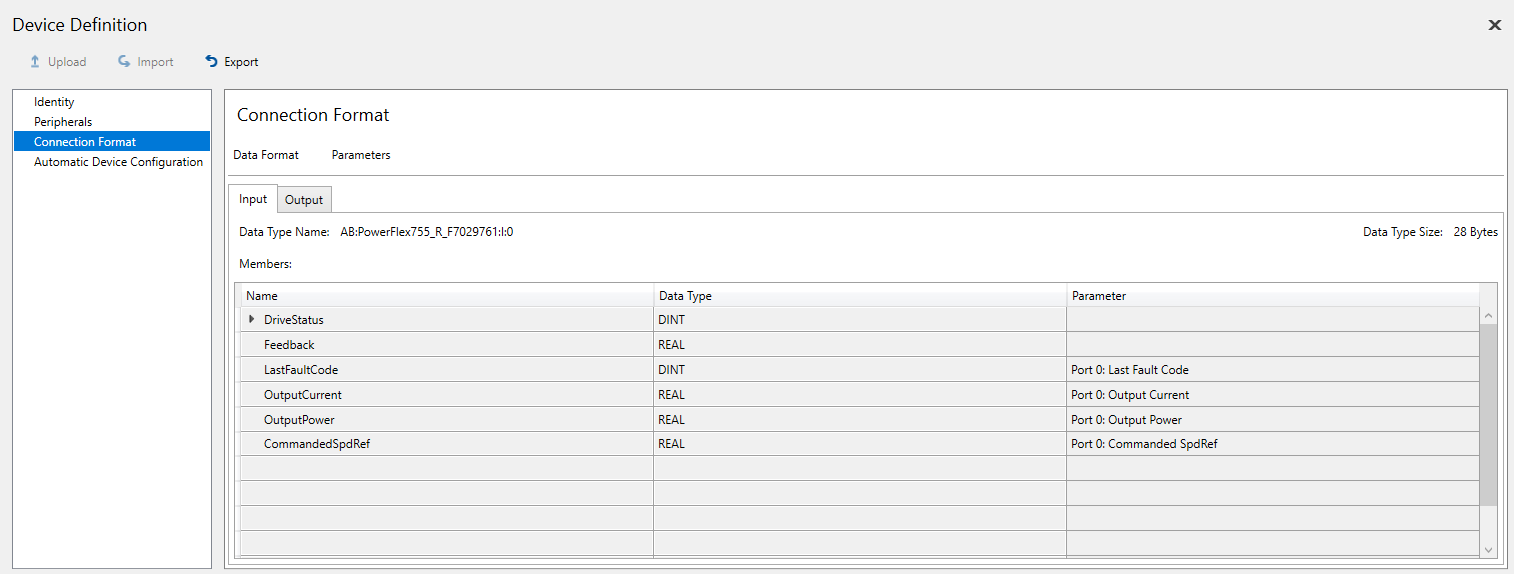 Device Definition
Upload Import Export
Identity
Peripherals
Connection Format
Automatic Device Configuration
Connection Format
Data Format Parameters
Input Output
Data Type Name: AB:PowerFlex755_R_F7029761:I:0 Data Type Size: 28 Bytes
Members:
Name Data Type Parameter
DriveStatus DINT
Feedback REAL
LastFaultCode DINT Port 0: Last Fault Code
OutputCurrent REAL Port 0: Output Current
OutputPower REAL Port 0: Output Power
CommandedSpdRef REAL Port 0: Commanded SpdRef